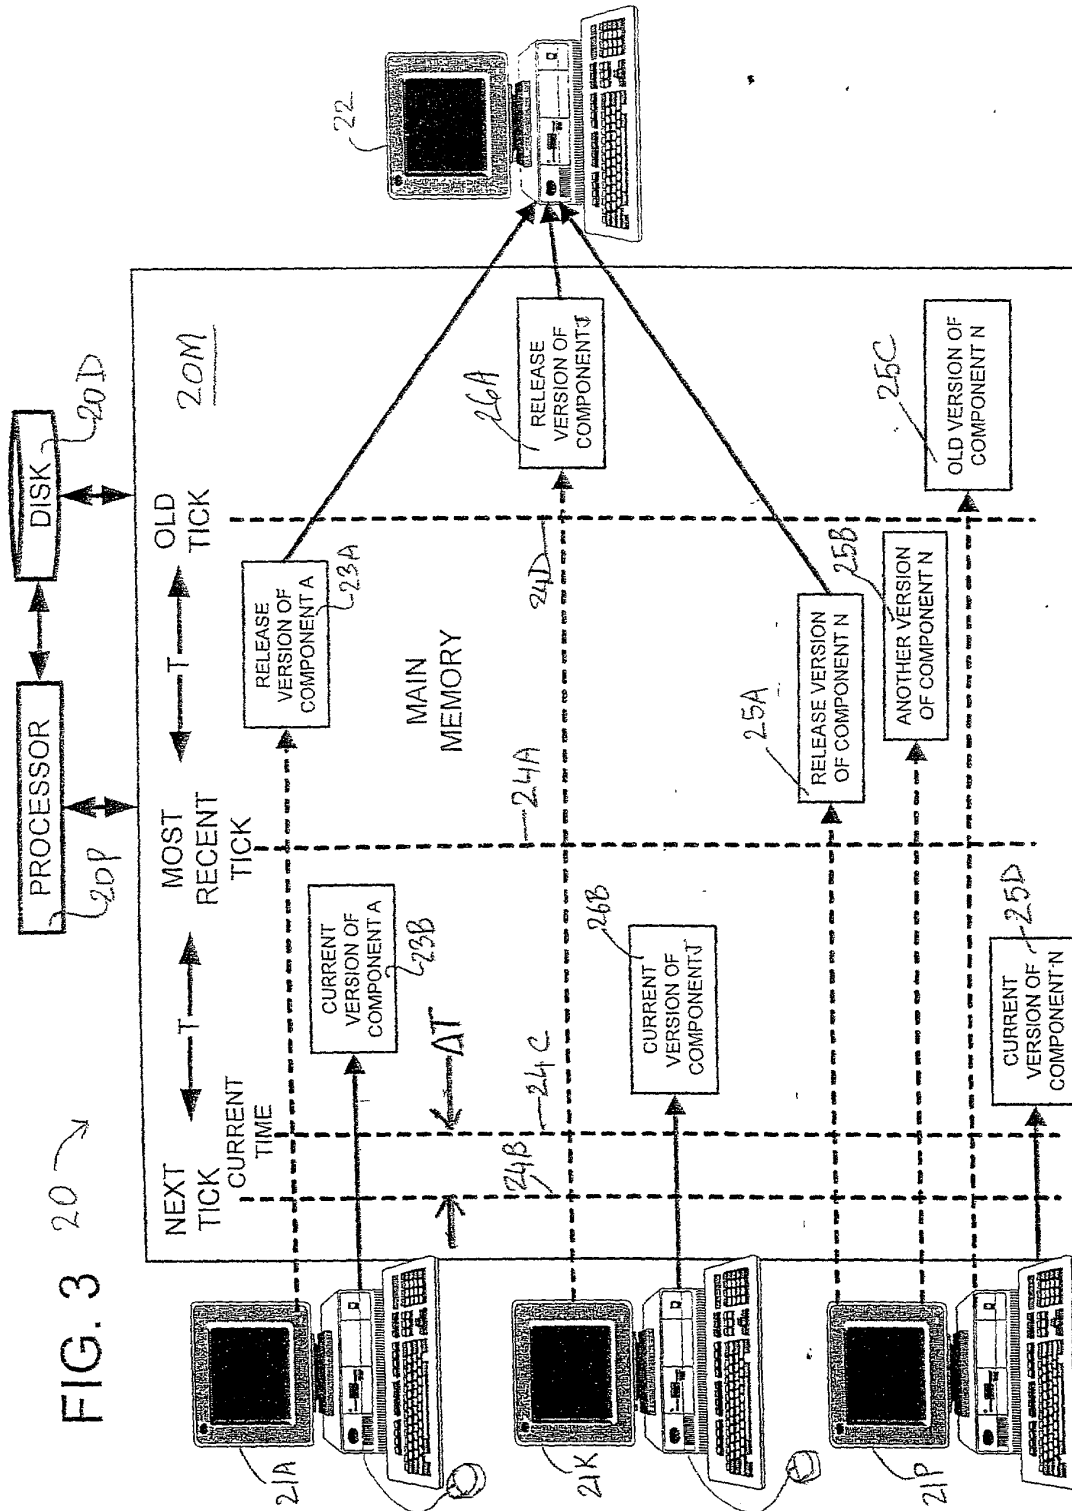 FIG. 3
20
PROCESSOR
20P
DISK
20D
NEXT
TICK
CURRENT
TIME
T
MOST
RECENT
TICK
T
OLD
TICK
20M
21A
CURRENT
VERSION OF
COMPONENT A
23B
RELEASE
VERSION OF
COMPONENT A
23A
22
ΔT
24B
24C
24A
MAIN
MEMORY
24D
21K
CURRENT
VERSION OF
COMPONENT J
26B
RELEASE
VERSION OF
COMPONENT J
26A
21P
RELEASE VERSION
OF COMPONENT N
25A
ANOTHER VERSION
OF COMPONENT N
25B
OLD VERSION OF
COMPONENT N
25C
CURRENT
VERSION OF
COMPONENT N
25D